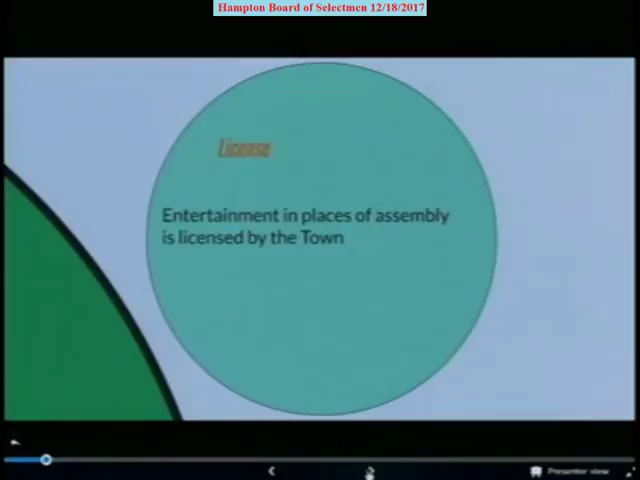 Hampton Board of Selectmen 12/18/2017
License
Entertainment in places of assembly
is licensed by the Town
Presenter view